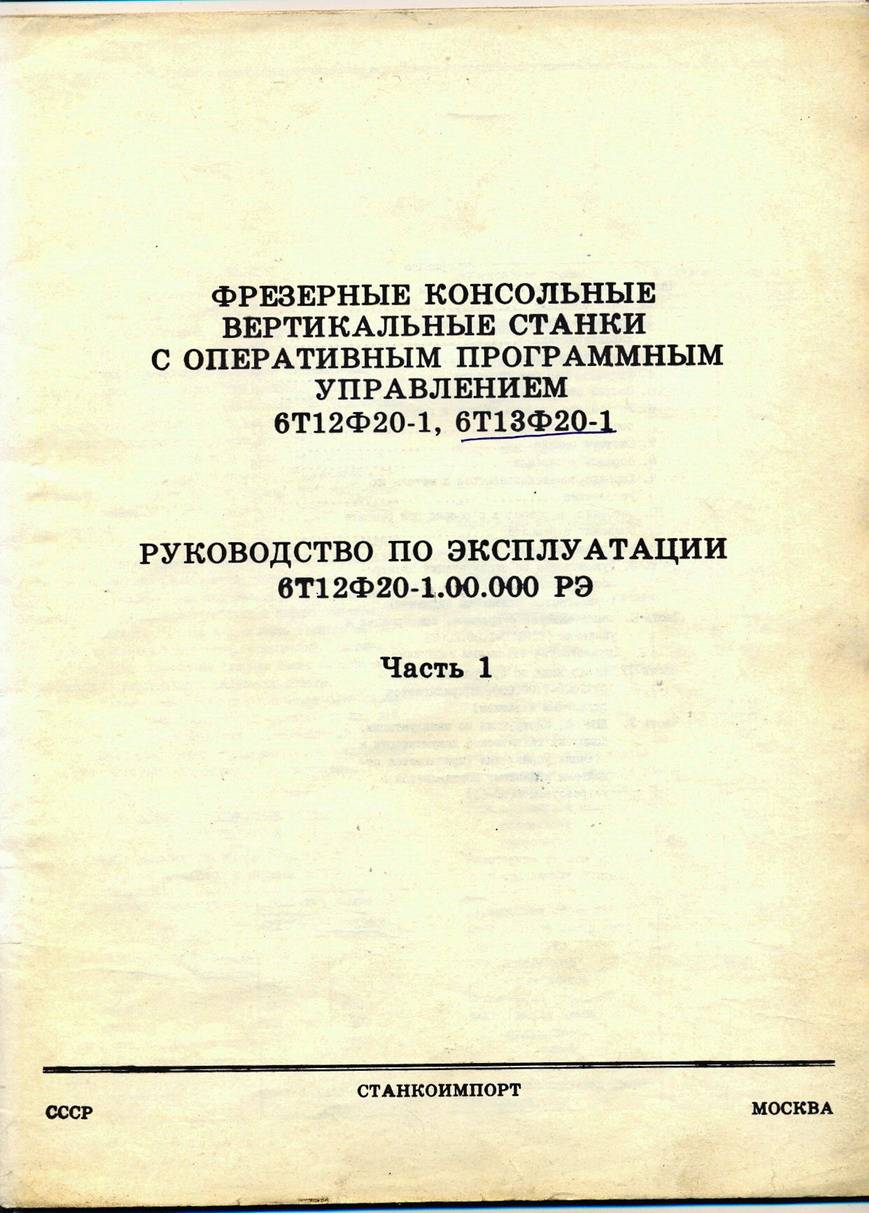 ФРЕЗЕРНЫЕ КОНСОЛЬНЫЕ
ВЕРТИКАЛЬНЫЕ СТАНКИ
С ОПЕРАТИВНЫМ ПРОГРАММНЫМ
УПРАВЛЕНИЕМ
6Т12Ф20-1, 6Т13Ф20-1
РУКОВОДСТВО ПО ЭКСПЛУАТАЦИИ
6Т12Ф20-1.00.000 РЭ
Часть 1
СТАНКОИМПОРТ
СССР МОСКВА